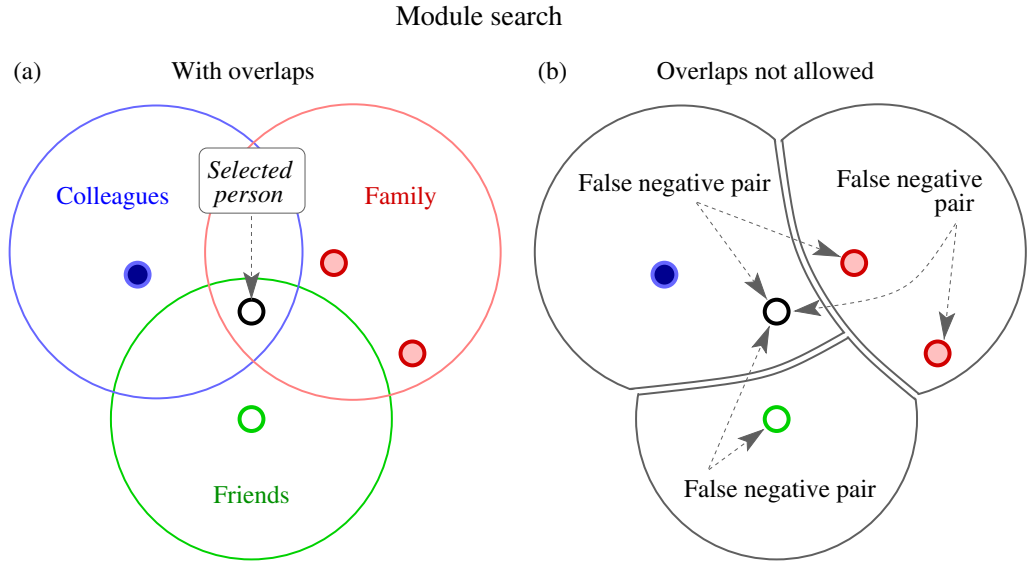 Module search
(a)
With overlaps
Selected
person
Colleagues
Family
Friends
(b)
Overlaps not allowed
False negative pair
False negative
pair
False negative pair